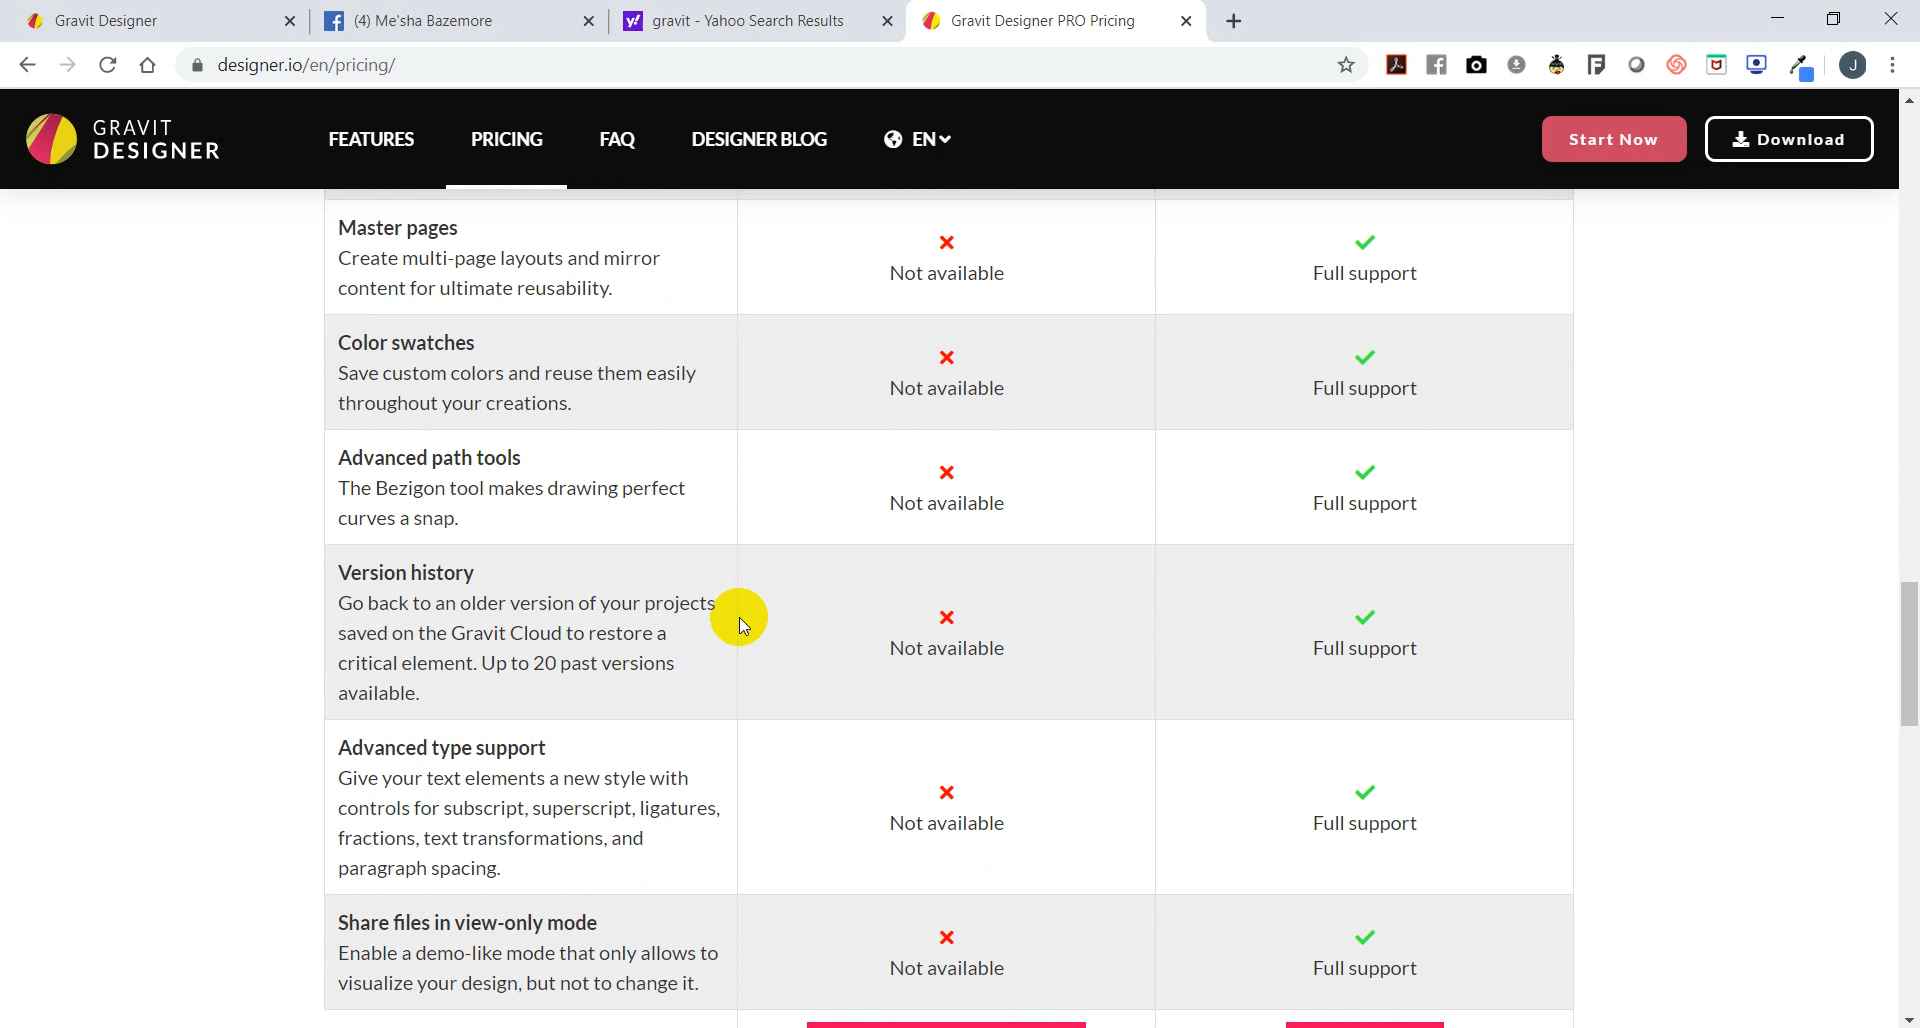 Gravit Designer
(4) Me'sha Bazemore
gravit - Yahoo Search Results
Gravit Designer PRO Pricing
designer.io/en/pricing/
J
GRAVIT
DESIGNER
FEATURES
PRICING
FAQ
DESIGNER BLOG
EN
Start Now
Download
Master pages
Create multi-page layouts and mirror
content for ultimate reusability.
Not available
Full support
Color swatches
Save custom colors and reuse them easily
throughout your creations.
Not available
Full support
Advanced path tools
The Bezigon tool makes drawing perfect
curves a snap.
Not available
Full support
Version history
Go back to an older version of your projects
saved on the Gravit Cloud to restore a
critical element. Up to 20 past versions
available.
Not available
Full support
Advanced type support
Give your text elements a new style with
controls for subscript, superscript, ligatures,
fractions, text transformations, and
paragraph spacing.
Not available
Full support
Share files in view-only mode
Enable a demo-like mode that only allows to
visualize your design, but not to change it.
Not available
Full support